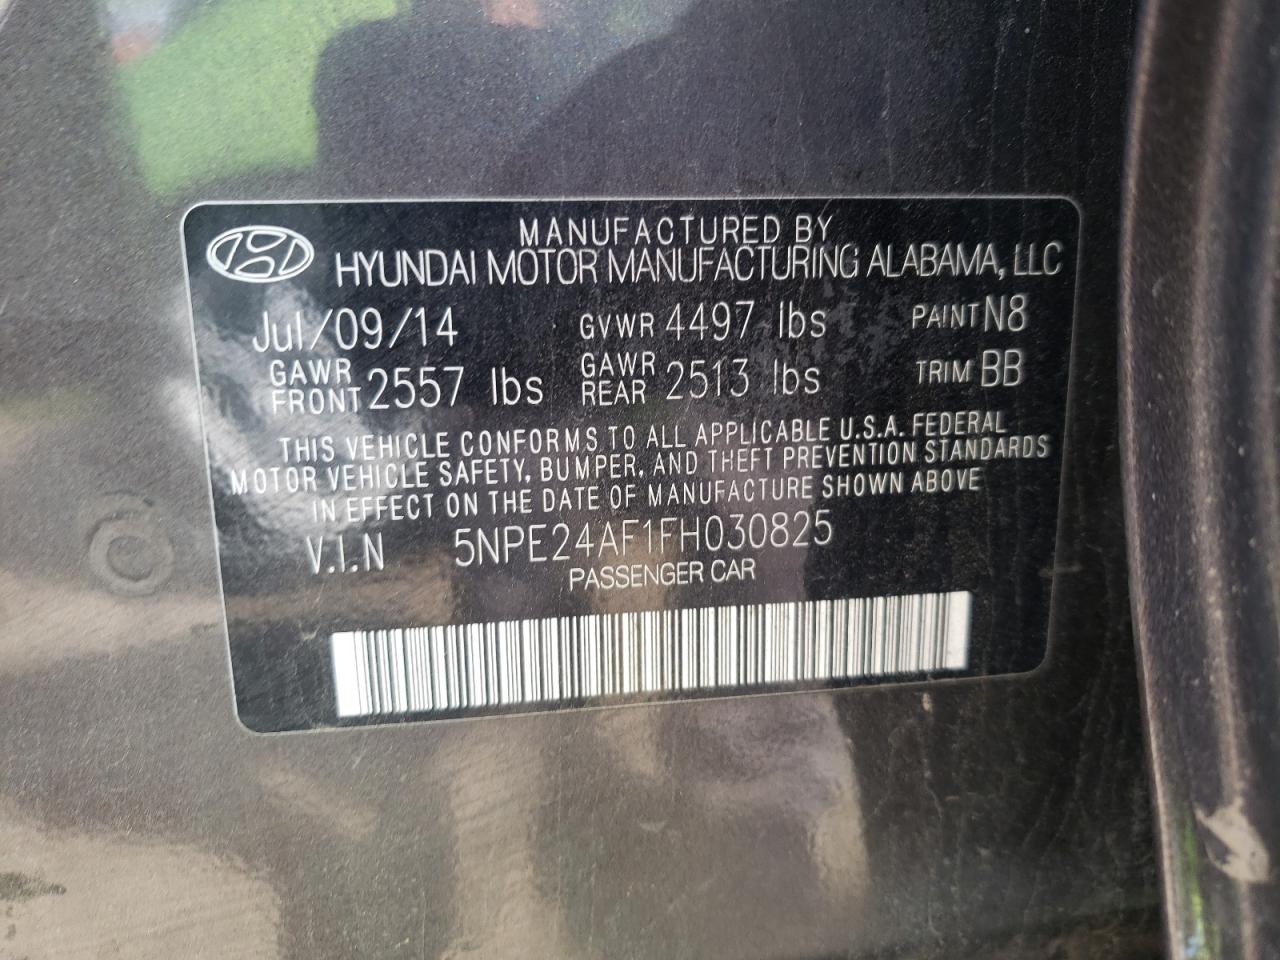 MANUFACTURED BY
HYUNDAI MOTOR MANUFACTURING ALABAMA, LLC
Jul/09/14 GVWR 4497 lbs PAINT N8
GAWR FRONT 2557 lbs GAWR REAR 2513 lbs TRIM BB
THIS VEHICLE CONFORMS TO ALL APPLICABLE U.S.A. FEDERAL
MOTOR VEHICLE SAFETY, BUMPER, AND THEFT PREVENTION STANDARDS
IN EFFECT ON THE DATE OF MANUFACTURE SHOWN ABOVE
V.I.N 5NPE24AF1FH030825
PASSENGER CAR